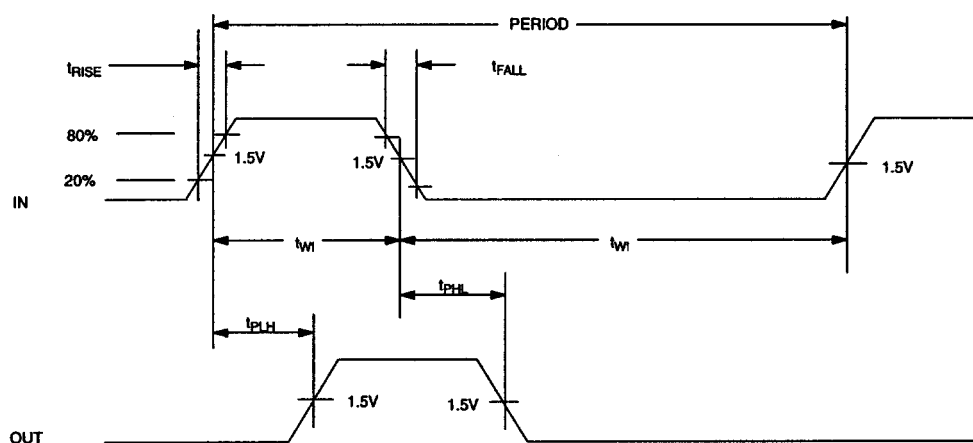 PERIOD
tRISE
tFALL
80%
1.5V
1.5V
1.5V
20%
IN
tWI
tWI
tPHL
tPLH
1.5V
1.5V
OUT